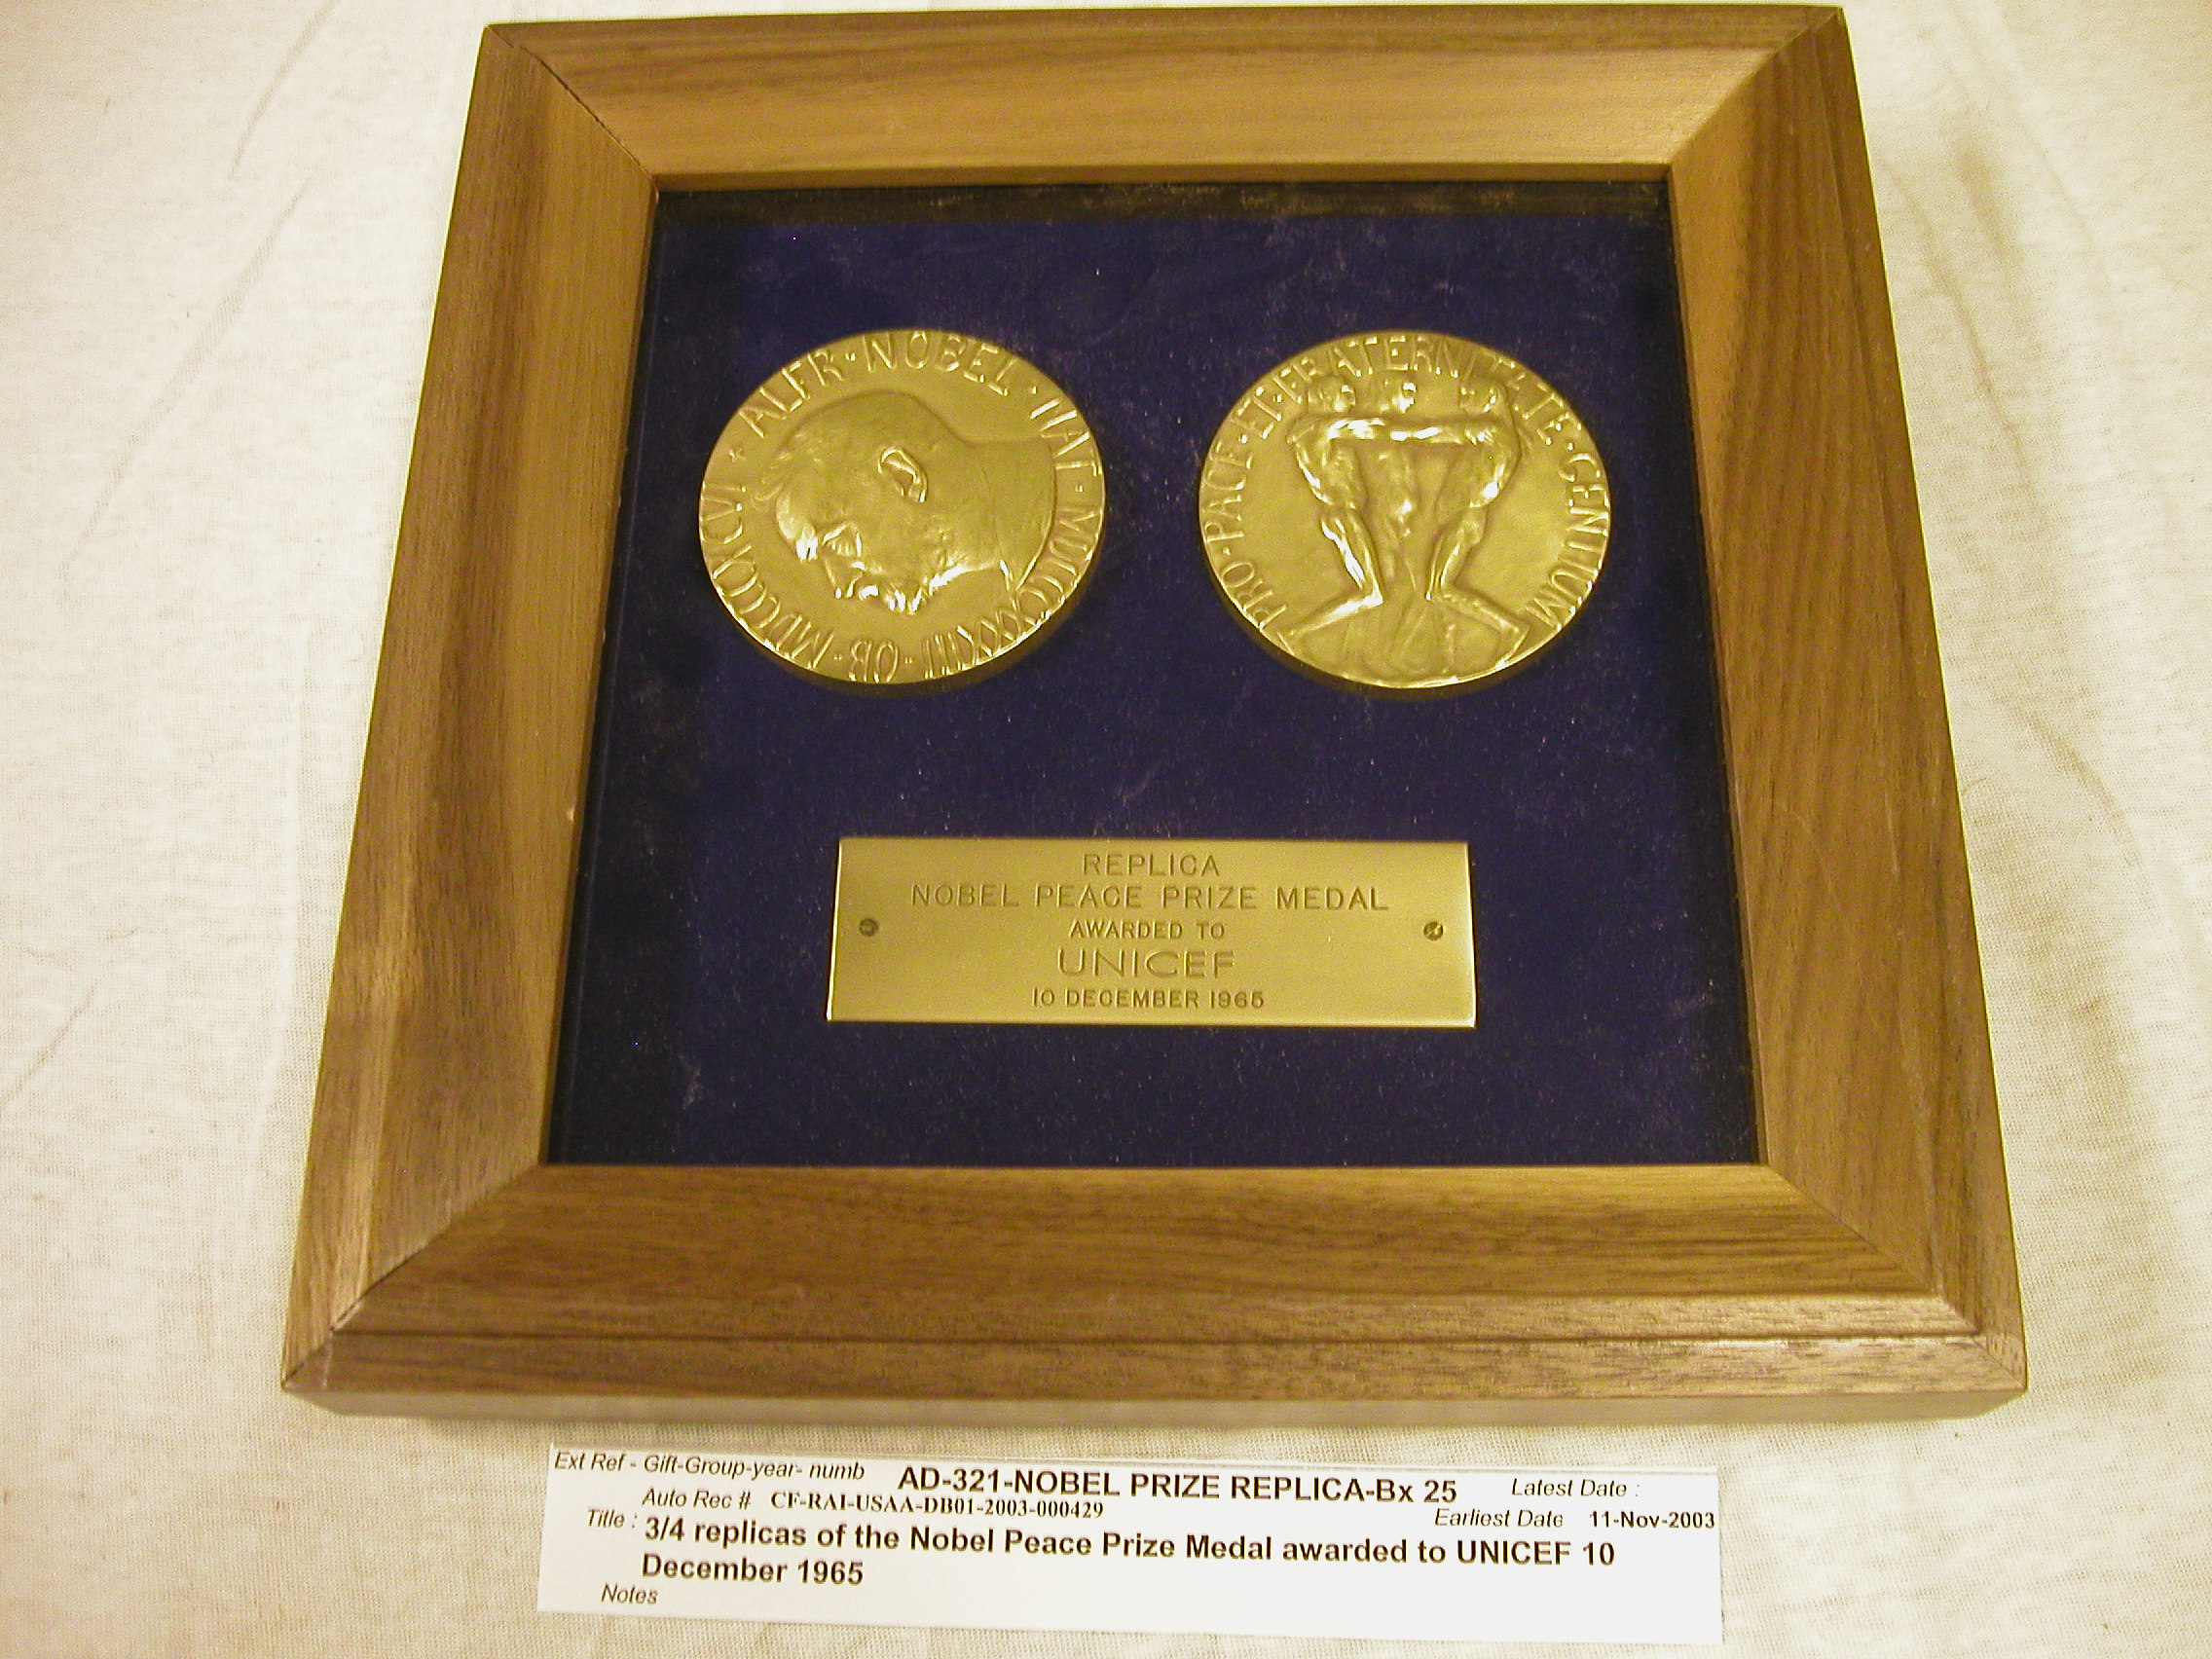 ALFR · NOBEL · NAT · MDCCCXXXIII · OB · MDCCCXCVI
PRO · PACE · ET · FRATERNITATE · GENTIUM
REPLICA
NOBEL PEACE PRIZE MEDAL
AWARDED TO
UNICEF
10 DECEMBER 1965
Ext Ref - Gift-Group-year- numb AD-321-NOBEL PRIZE REPLICA-Bx 25 Latest Date :
Auto Rec # CF-RAI-USAA-DB01-2003-000429 Earliest Date 11-Nov-2003
Title : 3/4 replicas of the Nobel Peace Prize Medal awarded to UNICEF 10
December 1965
Notes